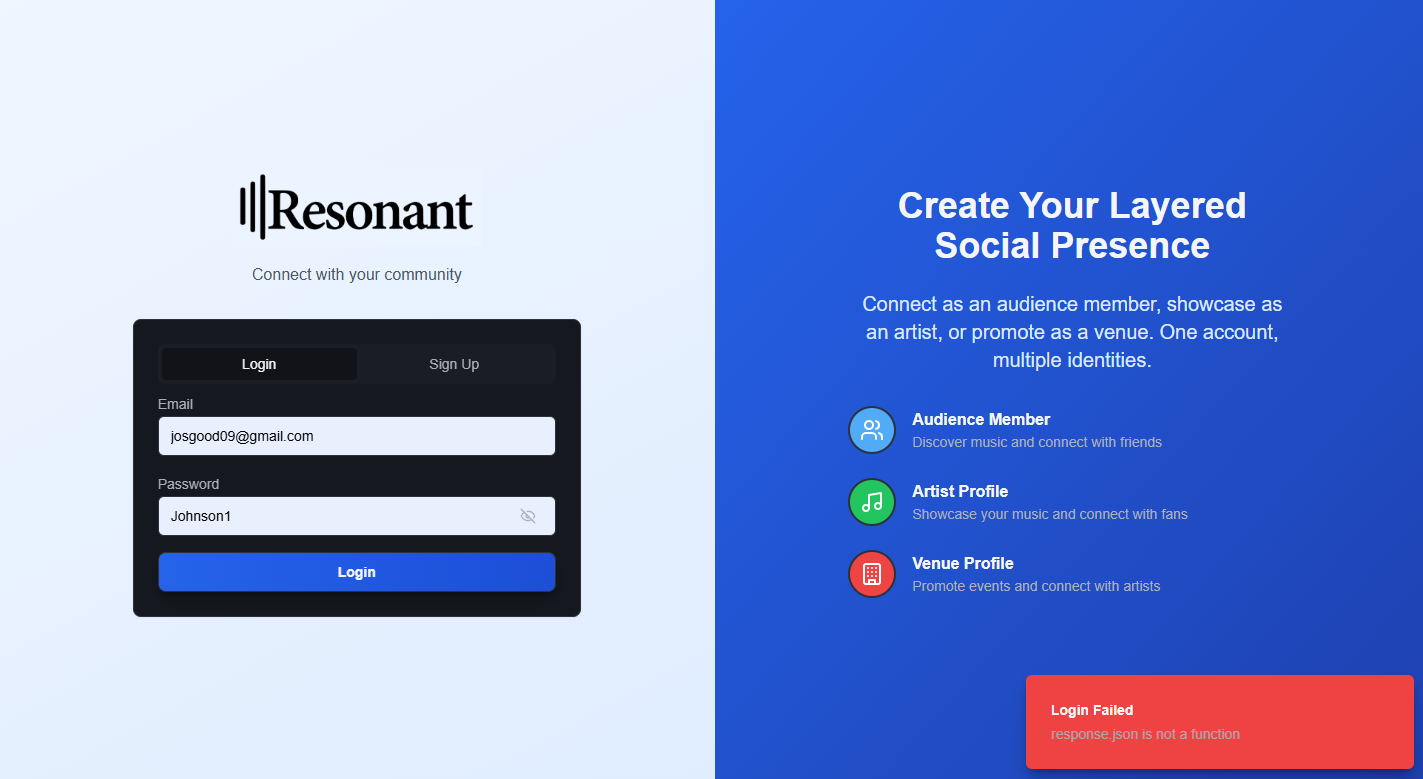 Resonant
Connect with your community
Login
Sign Up
Email
josgood09@gmail.com
Password
Johnson1
Login
Create Your Layered
Social Presence
Connect as an audience member, showcase as
an artist, or promote as a venue. One account,
multiple identities.
Audience Member
Discover music and connect with friends
Artist Profile
Showcase your music and connect with fans
Venue Profile
Promote events and connect with artists
Login Failed
response.json is not a function